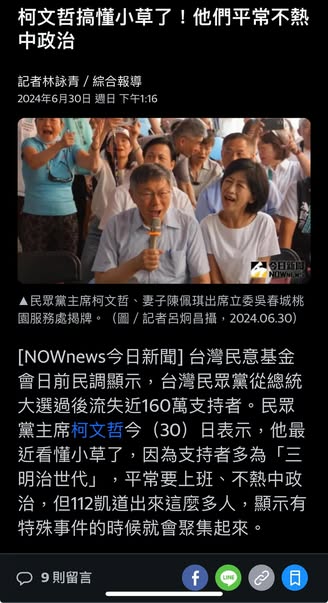 柯文哲搞懂小草了！他們平常不熱
中政治
記者林詠青 / 綜合報導
2024年6月30日 週日 下午1:16
今日新聞
NOWnews
▲民眾黨主席柯文哲、妻子陳佩琪出席立委吳春城桃
園服務處揭牌。（圖 / 記者呂炯昌攝，2024.06.30）
[NOWnews今日新聞] 台灣民意基金
會日前民調顯示，台灣民眾黨從總統
大選過後流失近160萬支持者。民眾
黨主席柯文哲今（30）日表示，他最
近看懂小草了，因為支持者多為「三
明治世代」，平常要上班、不熱中政
治，但112凱道出來這麼多人，顯示有
特殊事件的時候就會聚集起來。
9 則留言
LINE